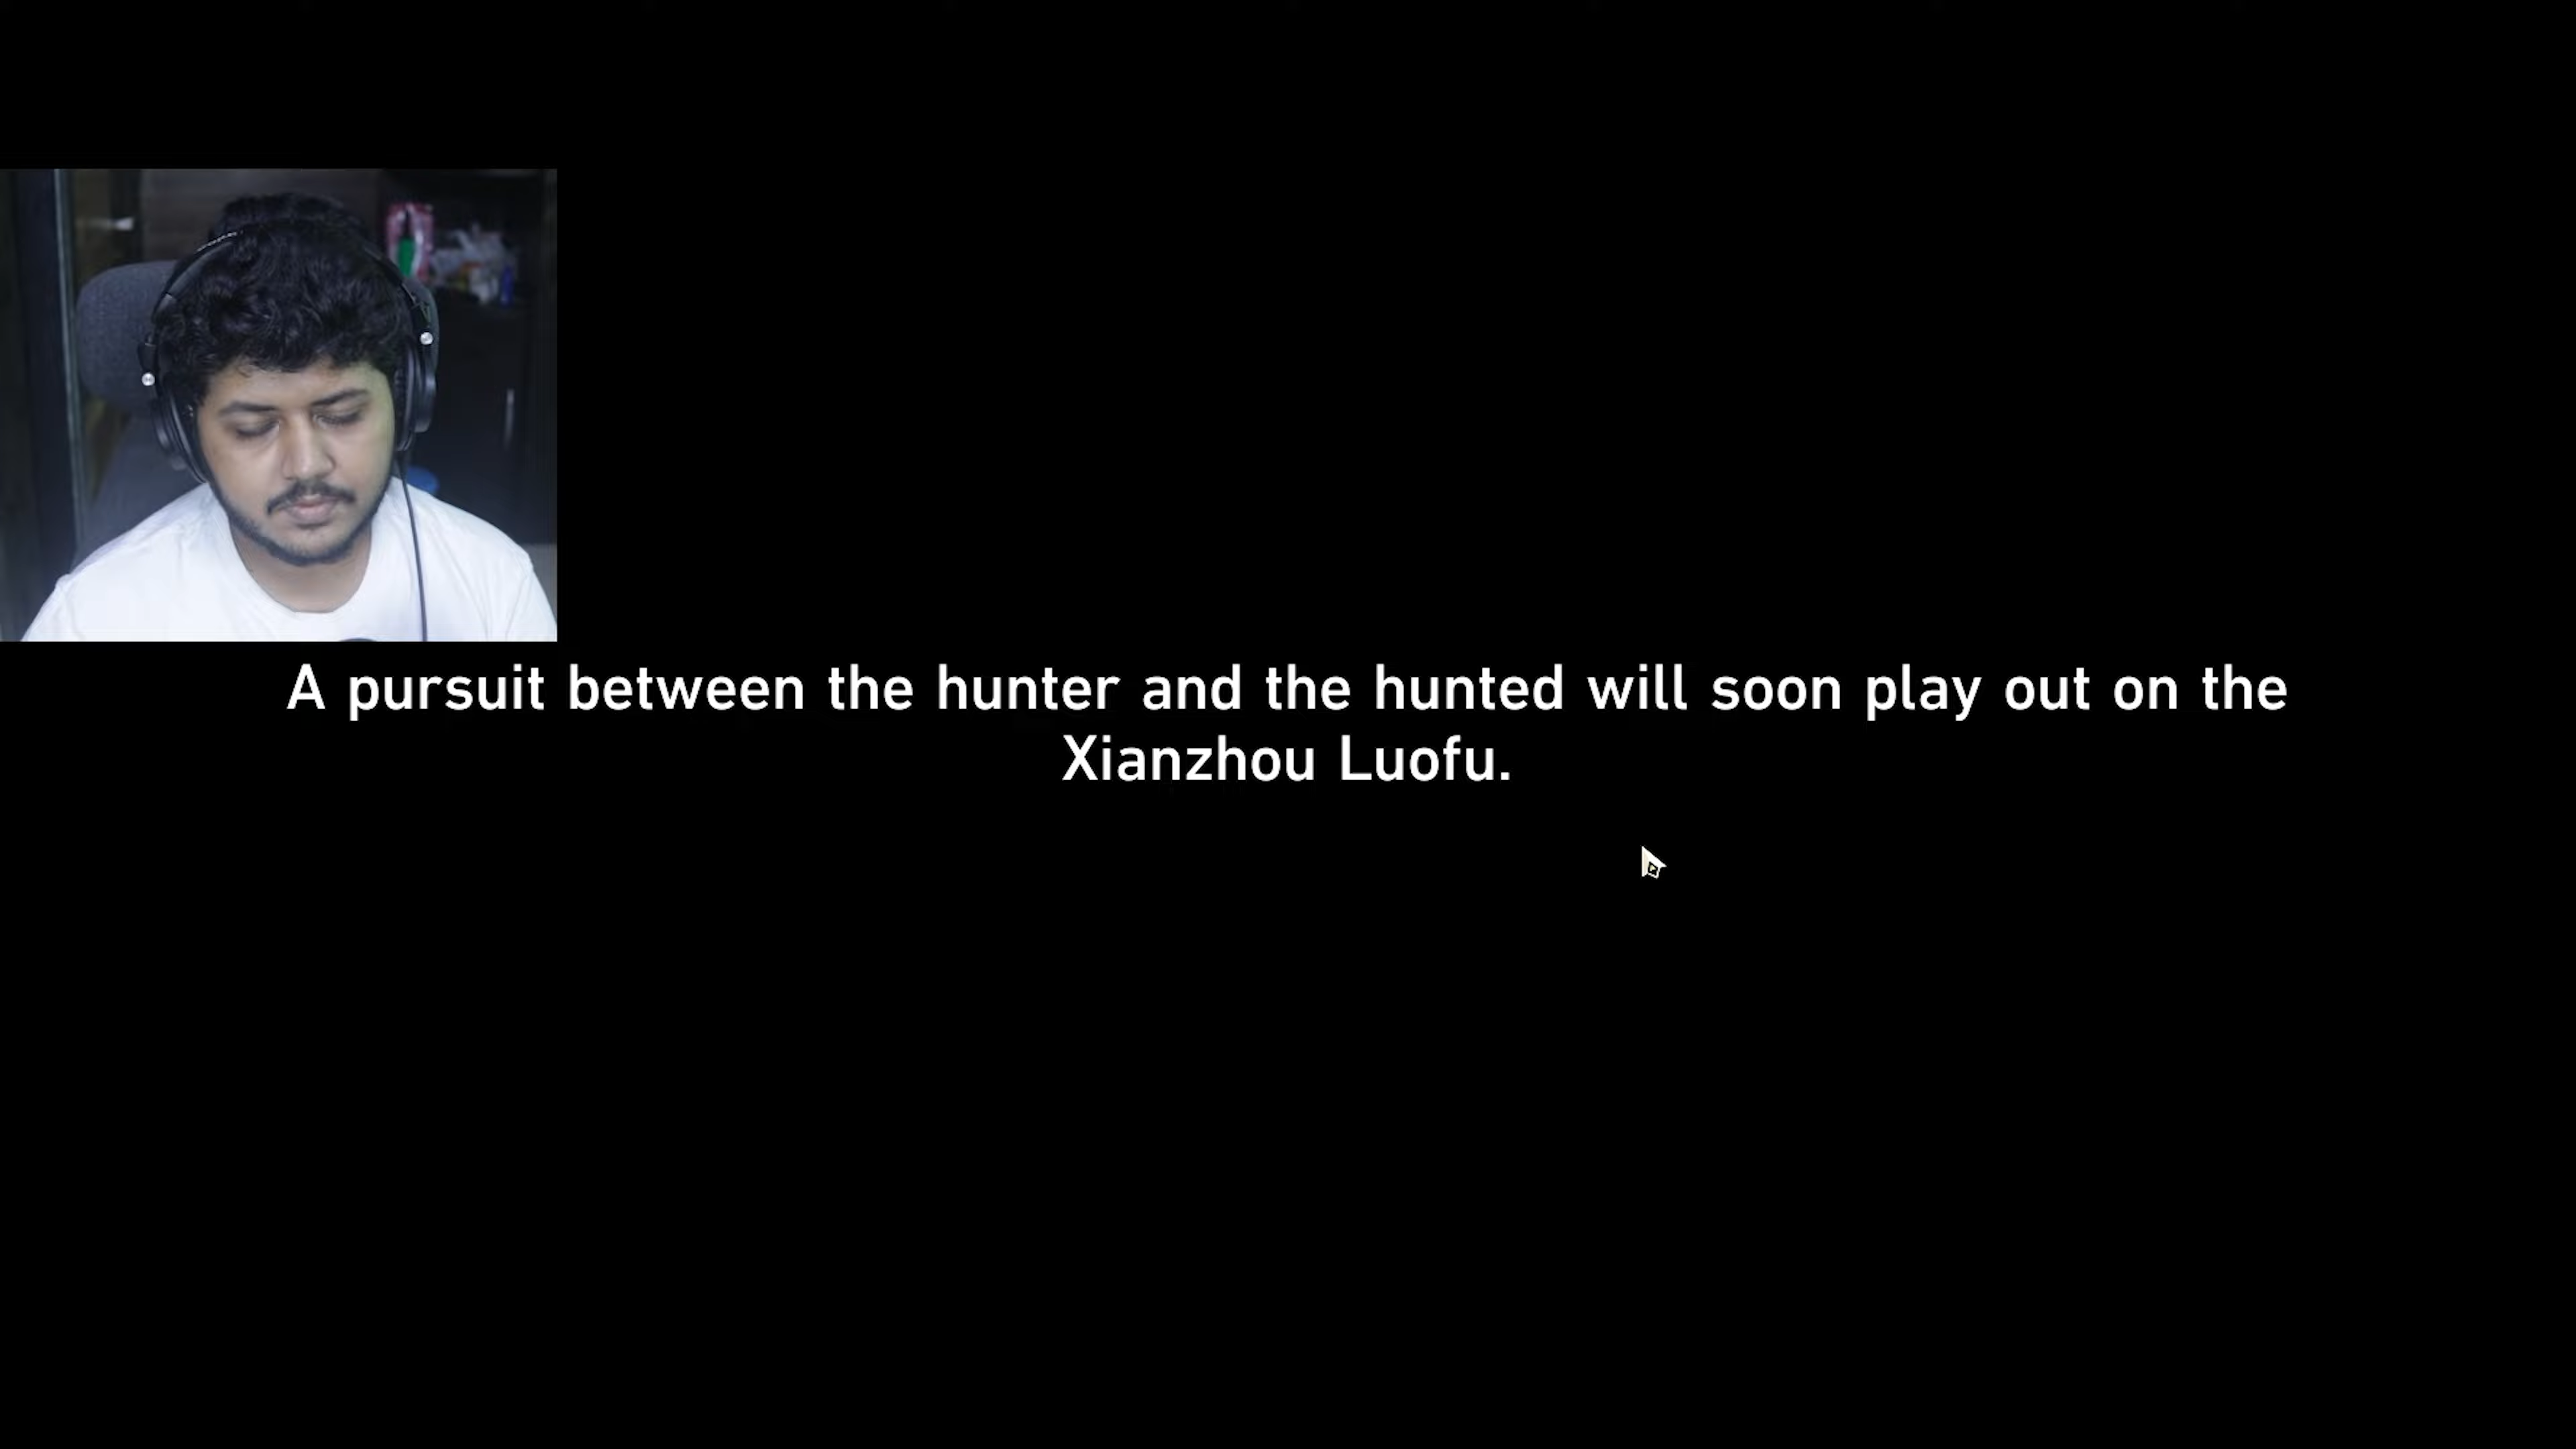 A pursuit between the hunter and the hunted will soon play out on the
Xianzhou Luofu.